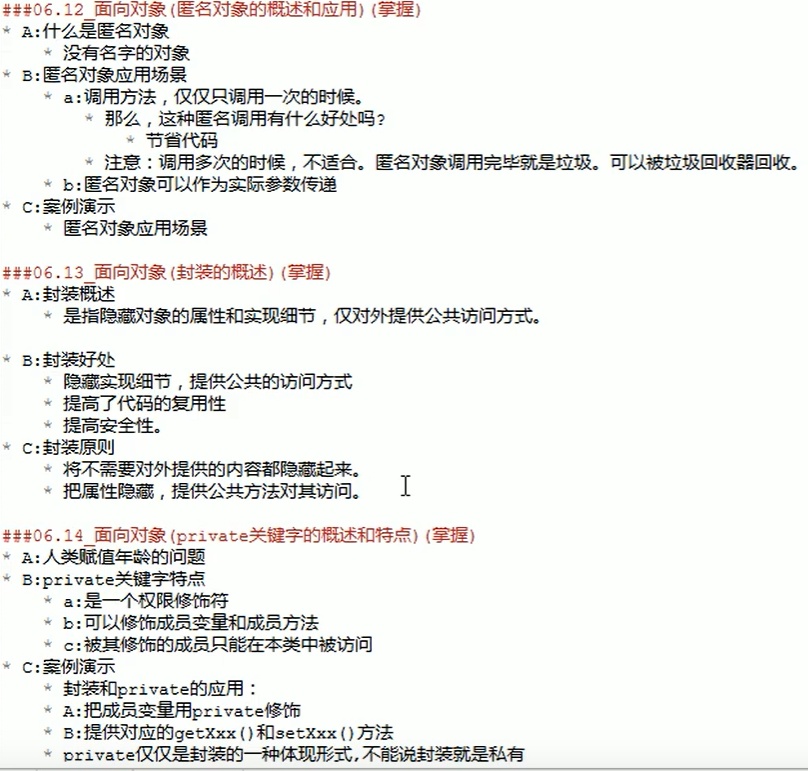 ###06.12_面向对象(匿名对象的概述和应用)(掌握)
* A:什么是匿名对象
* 没有名字的对象
* B:匿名对象应用场景
* a:调用方法，仅仅只调用一次的时候。
* 那么，这种匿名调用有什么好处吗?
* 节省代码
* 注意：调用多次的时候，不适合。匿名对象调用完毕就是垃圾。可以被垃圾回收器回收。
* b:匿名对象可以作为实际参数传递
* C:案例演示
* 匿名对象应用场景
###06.13_面向对象(封装的概述)(掌握)
* A:封装概述
* 是指隐藏对象的属性和实现细节，仅对外提供公共访问方式。
* B:封装好处
* 隐藏实现细节，提供公共的访问方式
* 提高了代码的复用性
* 提高安全性。
* C:封装原则
* 将不需要对外提供的内容都隐藏起来。
* 把属性隐藏，提供公共方法对其访问。
###06.14_面向对象(private关键字的概述和特点)(掌握)
* A:人类赋值年龄的问题
* B:private关键字特点
* a:是一个权限修饰符
* b:可以修饰成员变量和成员方法
* c:被其修饰的成员只能在本类中被访问
* C:案例演示
* 封装和private的应用：
* A:把成员变量用private修饰
* B:提供对应的getXxx()和setXxx()方法
* private仅仅是封装的一种体现形式,不能说封装就是私有